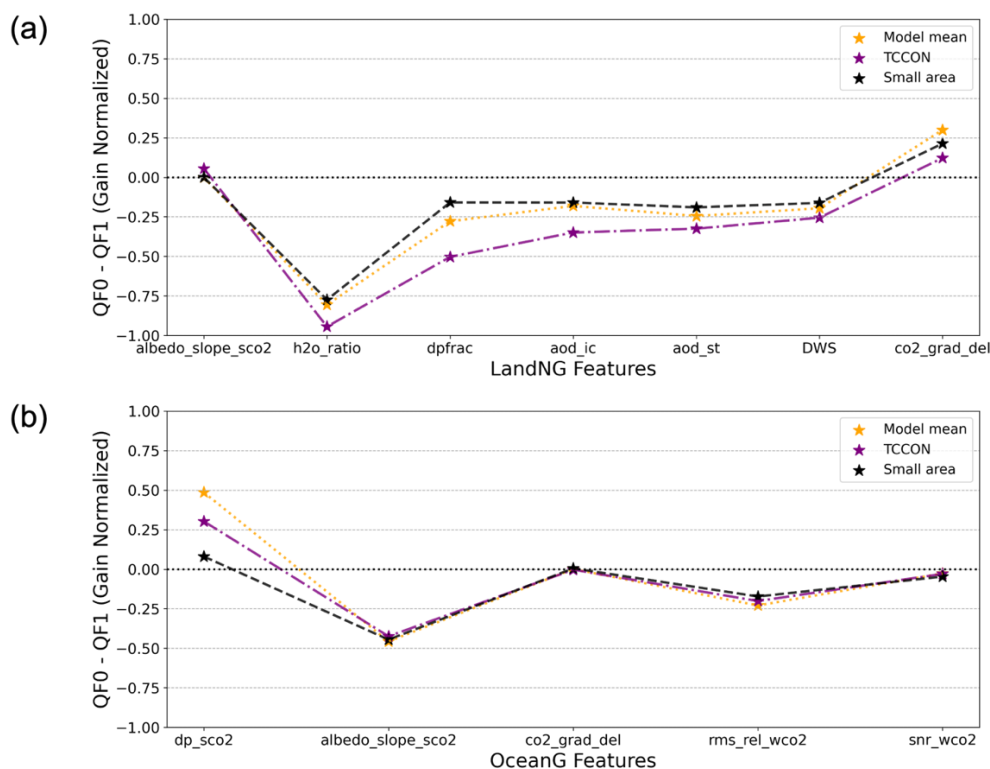 (a)
QF0 - QF1 (Gain Normalized)
1.00
0.75
0.50
0.25
0.00
−0.25
−0.50
−0.75
−1.00
Model mean
TCCON
Small area
albedo_slope_sco2 h2o_ratio dpfrac aod_ic aod_st DWS co2_grad_del
LandNG Features
(b)
QF0 - QF1 (Gain Normalized)
1.00
0.75
0.50
0.25
0.00
−0.25
−0.50
−0.75
−1.00
Model mean
TCCON
Small area
dp_sco2 albedo_slope_sco2 co2_grad_del rms_rel_wco2 snr_wco2
OceanG Features